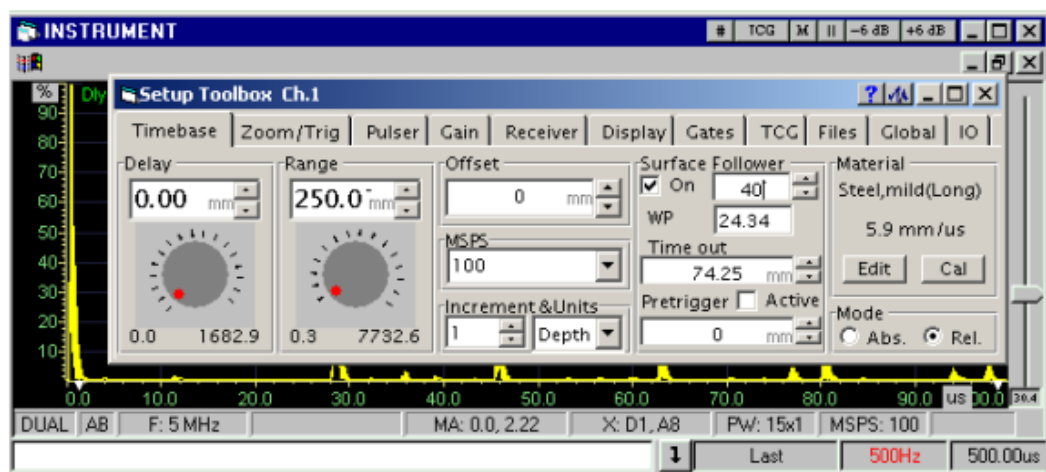 INSTRUMENT # TCG M || -6 dB +6 dB
% Dly Setup Toolbox Ch.1 ?
Timebase Zoom/Trig Pulser Gain Receiver Display Gates TCG Files Global IO
Delay Range Offset Surface Follower Material
0.00 mm 250.0 mm 0 mm On 40 Steel,mild(Long)
WP 24.34 5.9 mm/us
MSPS Time out
100 74.25 mm Edit Cal
Increment &Units Pretrigger Active Mode
0.0 1682.9 0.3 7732.6 1 Depth 0 mm Abs. Rel.
90
80
70
60
50
40
30
20
10
0.0 10.0 20.0 30.0 40.0 50.0 60.0 70.0 80.0 90.0 us 30.4
DUAL AB F: 5 MHz MA: 0.0, 2.22 X: D1, A8 PW: 15x1 MSPS: 100
Last 500Hz 500.00us